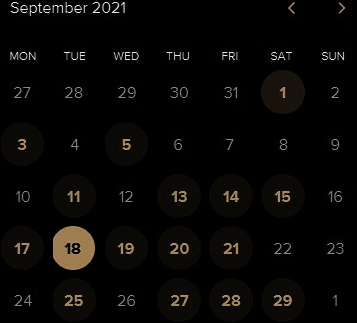 September 2021
MON TUE WED THU FRI SAT SUN
27 28 29 30 31 1 2
3 4 5 6 7 8 9
10 11 12 13 14 15 16
17 18 19 20 21 22 23
24 25 26 27 28 29 1